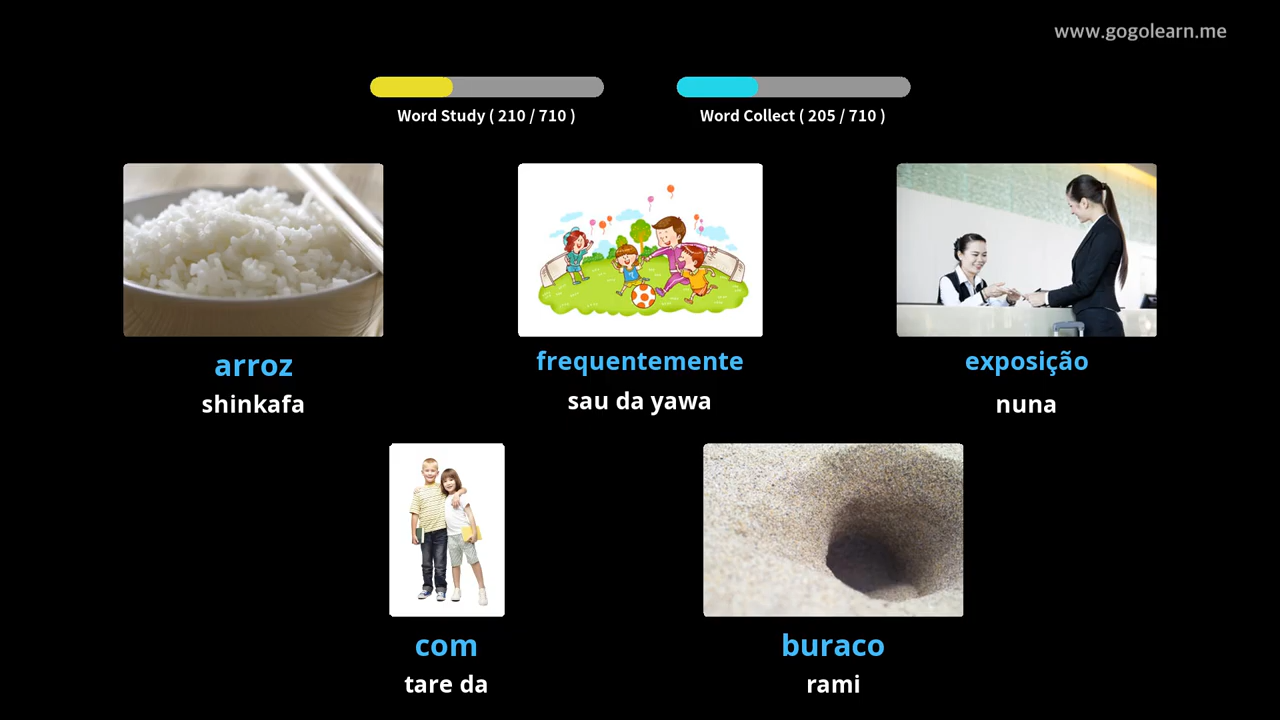 www.gogolearn.me
Word Study ( 210 / 710 )
Word Collect ( 205 / 710 )
arroz
shinkafa
frequentemente
sau da yawa
exposição
nuna
com
tare da
buraco
rami